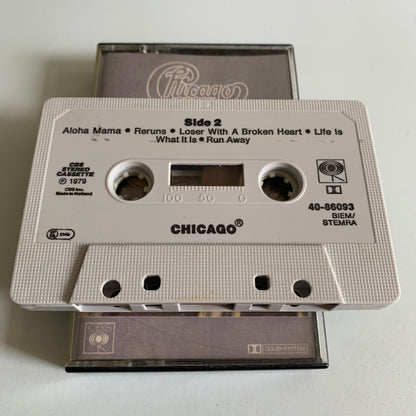 Chicago
Side 2
Aloha Mama • Reruns • Loser With A Broken Heart • Life Is
What It Is • Run Away
CBS
STEREO
CASSETTE
℗ 1979
CBS Inc.
Made in Holland
100 50 0
40-86093
BIEM/
STEMRA
CHICAGO®
CBS
DOLBY SYSTEM